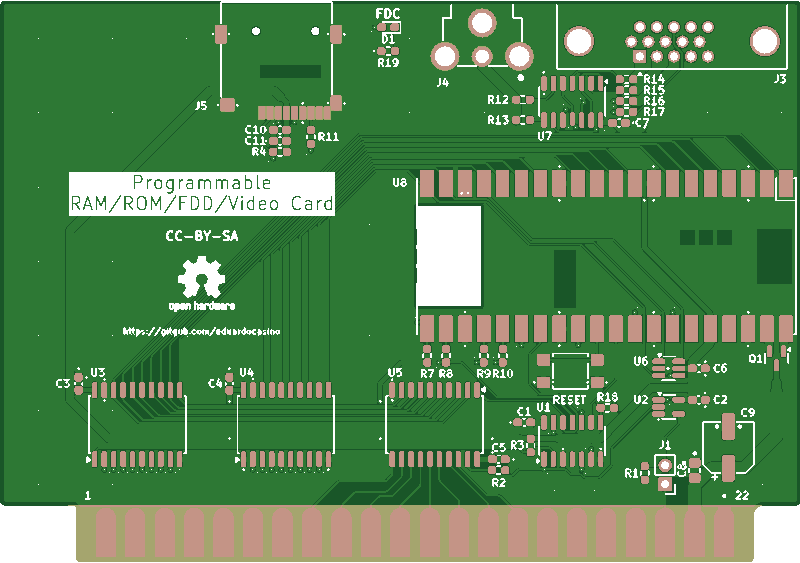 FDC
D1
R19
J4
J3
J5
R12
R13
R14
R15
R16
R17
U7
C7
C10
C11
R4
R11
U8
Programmable
RAM/ROM/FDD/Video Card
CC-BY-SA
open hardware
https://github.com/eduardocasino
Q1
R7
R8
R9
R10
U6
C6
C3
U3
C4
U4
U5
RESET
R18
U2
C2
U1
C1
C9
R3
J1
C5
R2
R1
C8
+
1
22